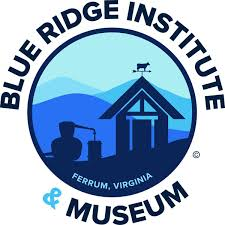 BLUE RIDGE INSTITUTE
FERRUM, VIRGINIA
©
& MUSEUM